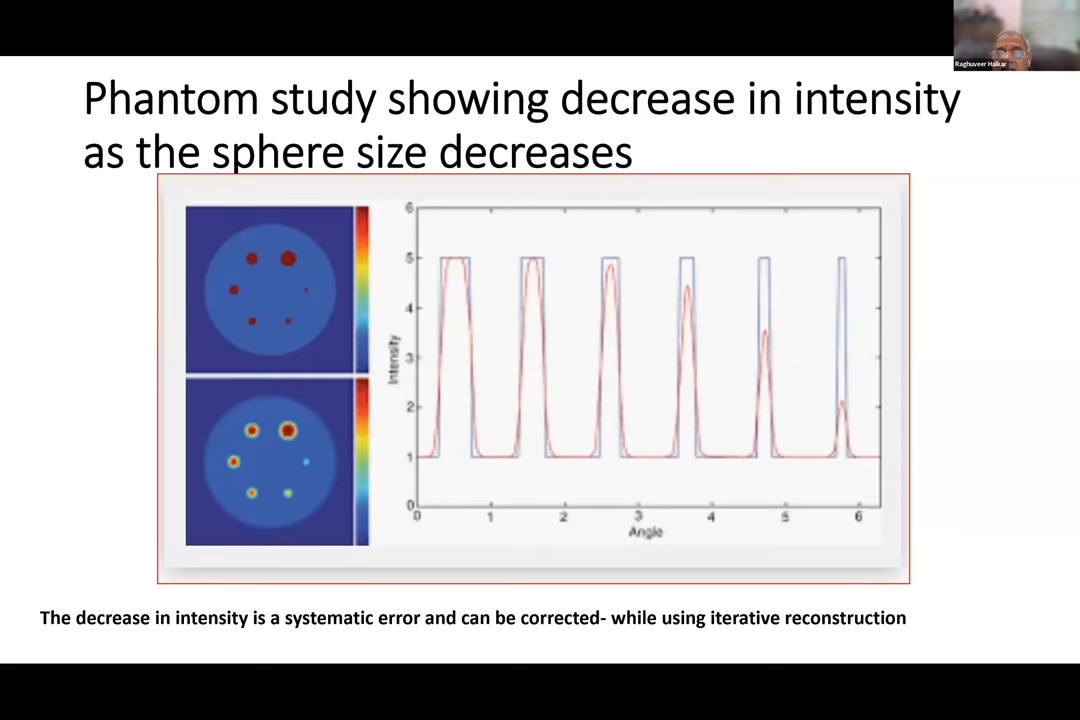 Raghuveer Halkar
Phantom study showing decrease in intensity
as the sphere size decreases
6
5
4
3
2
1
0
Intensity
0 1 2 3 4 5 6
Angle
The decrease in intensity is a systematic error and can be corrected- while using iterative reconstruction